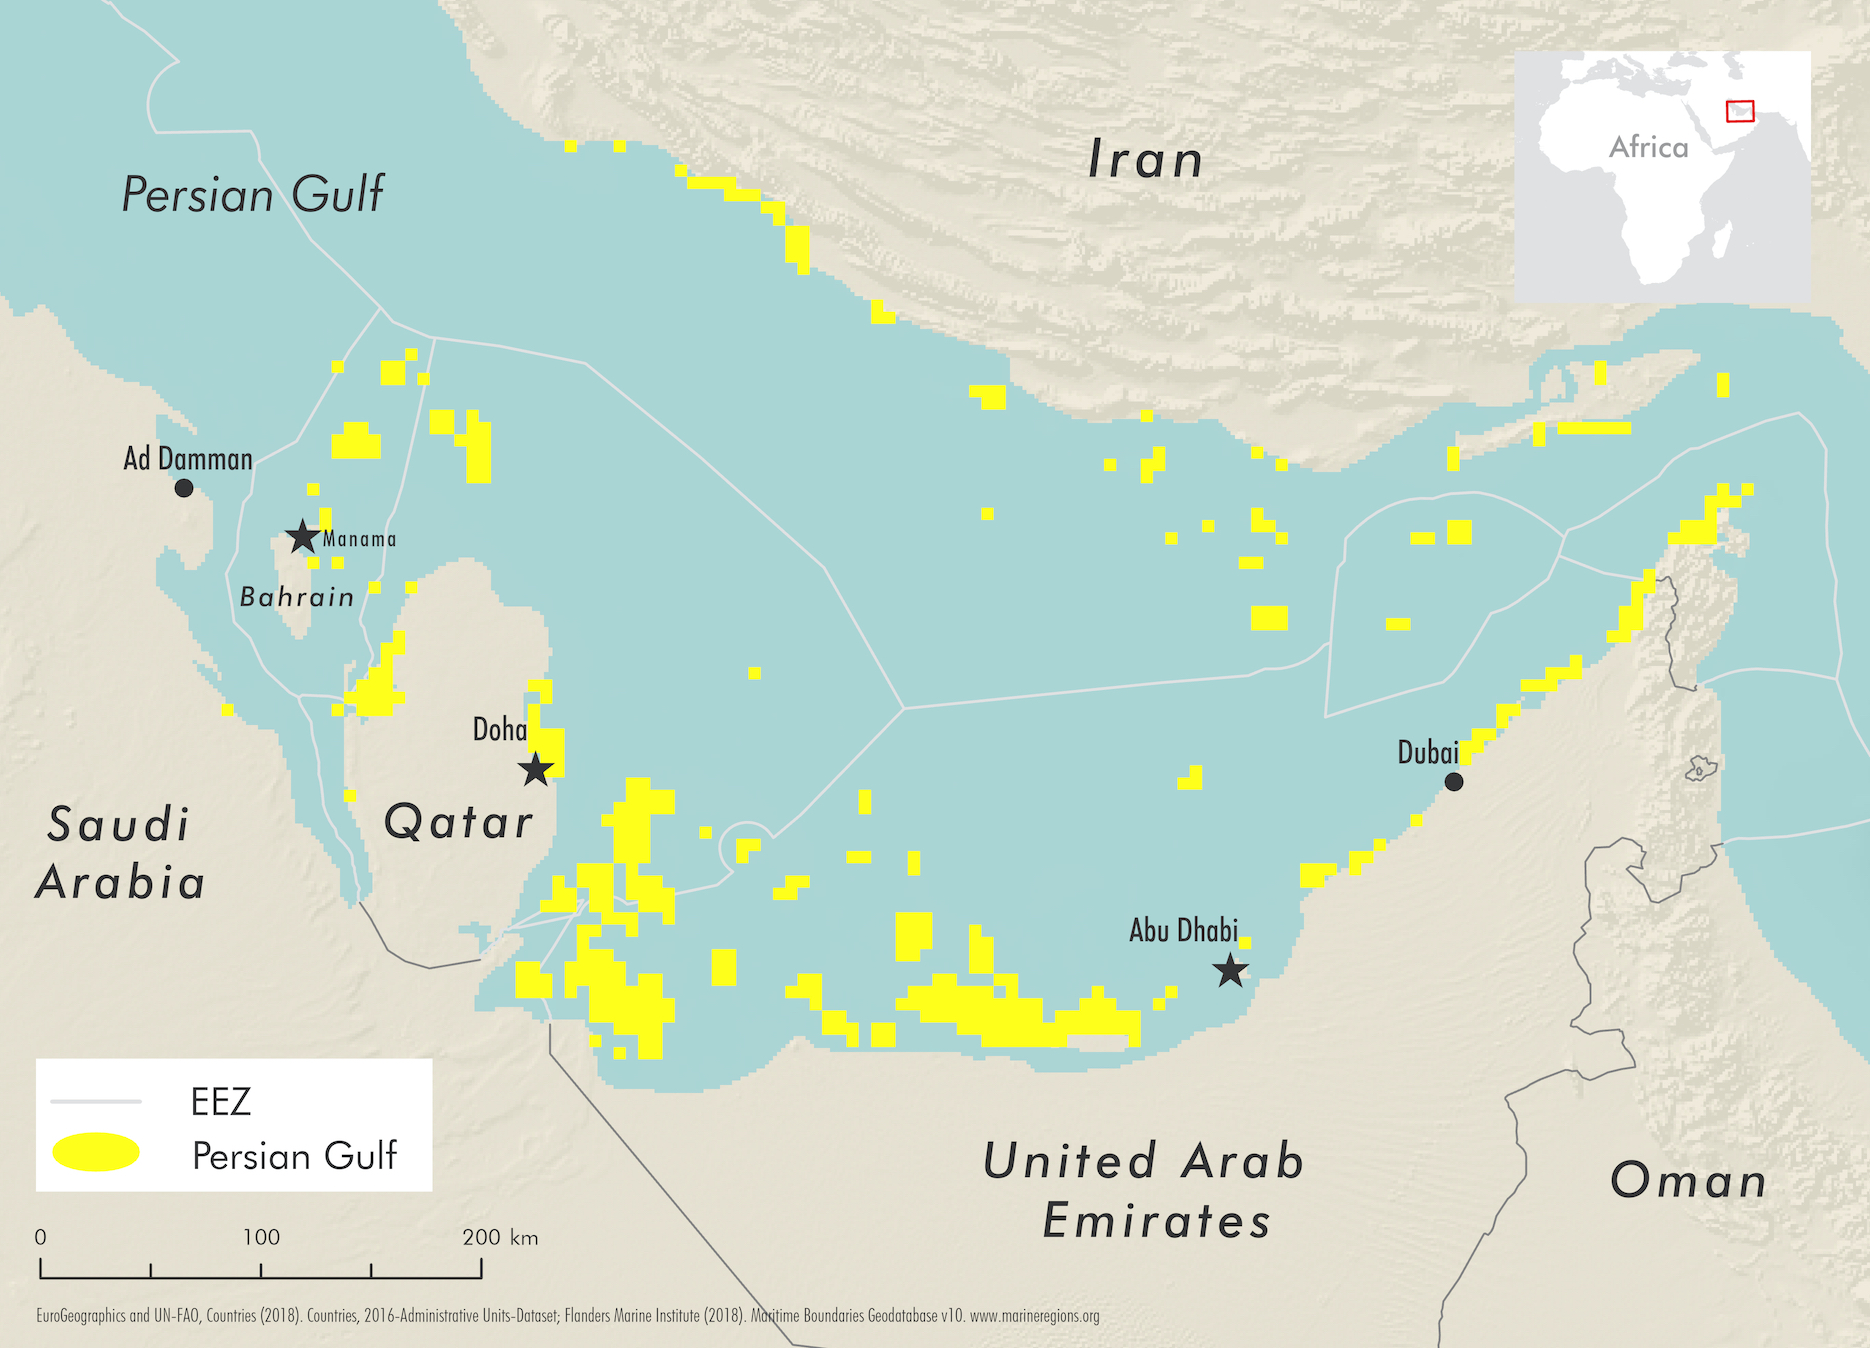 Iran
Africa
Persian Gulf
Ad Damman
Manama
Bahrain
Doha
Qatar
Dubai
Saudi
Arabia
Abu Dhabi
EEZ
Persian Gulf
United Arab
Emirates
Oman
0 100 200 km
EuroGeographics and UN-FAO, Countries (2018). Countries, 2016-Administrative Units-Dataset; Flanders Marine Institute (2018). Maritime Boundaries Geodatabase v10. www.marineregions.org